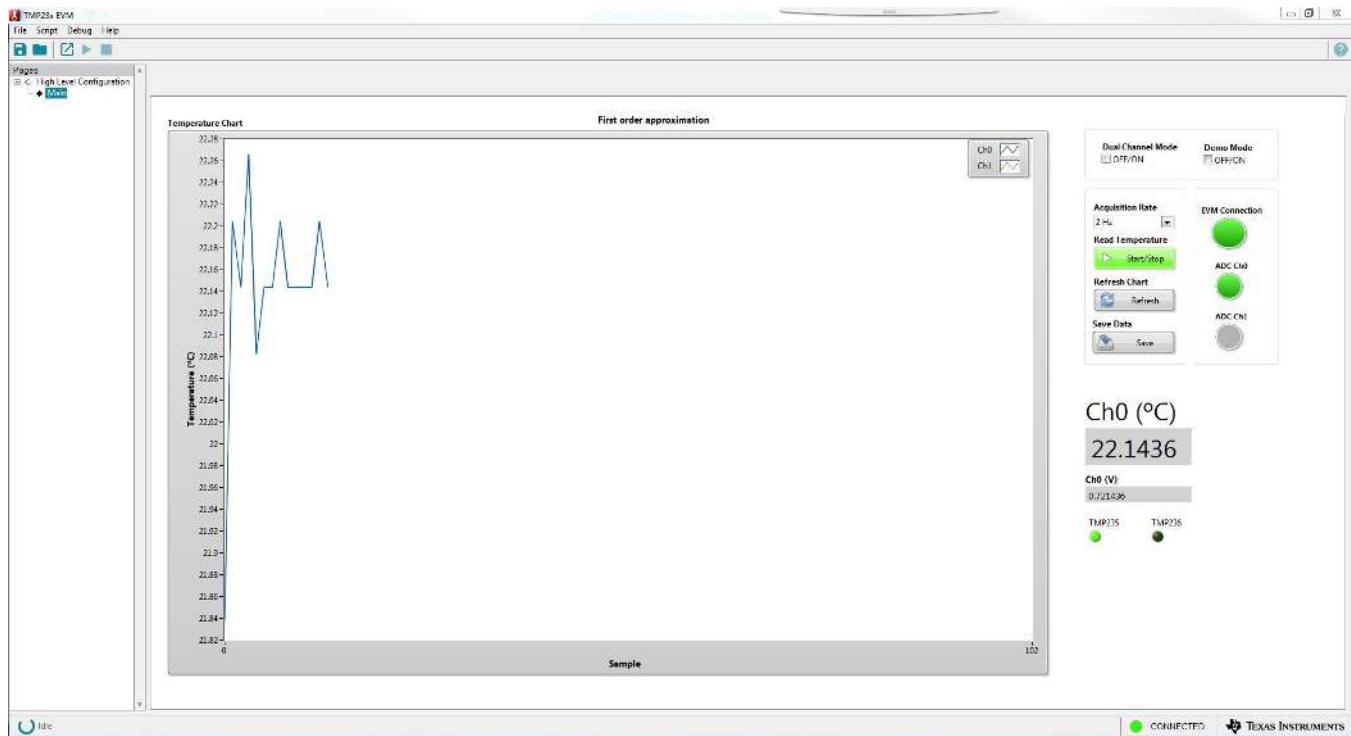 TMP23x EVM
File Script Debug Help
Pages
High Level Configuration
Main
Temperature Chart
First order approximation
Ch0
Ch1
Temperature (°C)
22.28
22.26
22.24
22.22
22.2
22.18
22.16
22.14
22.12
22.1
22.08
22.06
22.04
22.02
22
21.98
21.96
21.94
21.92
21.9
21.88
21.86
21.84
21.82
0
102
Sample
Dual Channel Mode
OFF/ON
Demo Mode
OFF/ON
Acquisition Rate
2 Hz
Read Temperature
Start/Stop
Refresh Chart
Refresh
Save Data
Save
EVM Connection
ADC Ch0
ADC Ch1
Ch0 (ºC)
22.1436
Ch0 (V)
0.721436
TMP235
TMP236
Idle
CONNECTED
TEXAS INSTRUMENTS